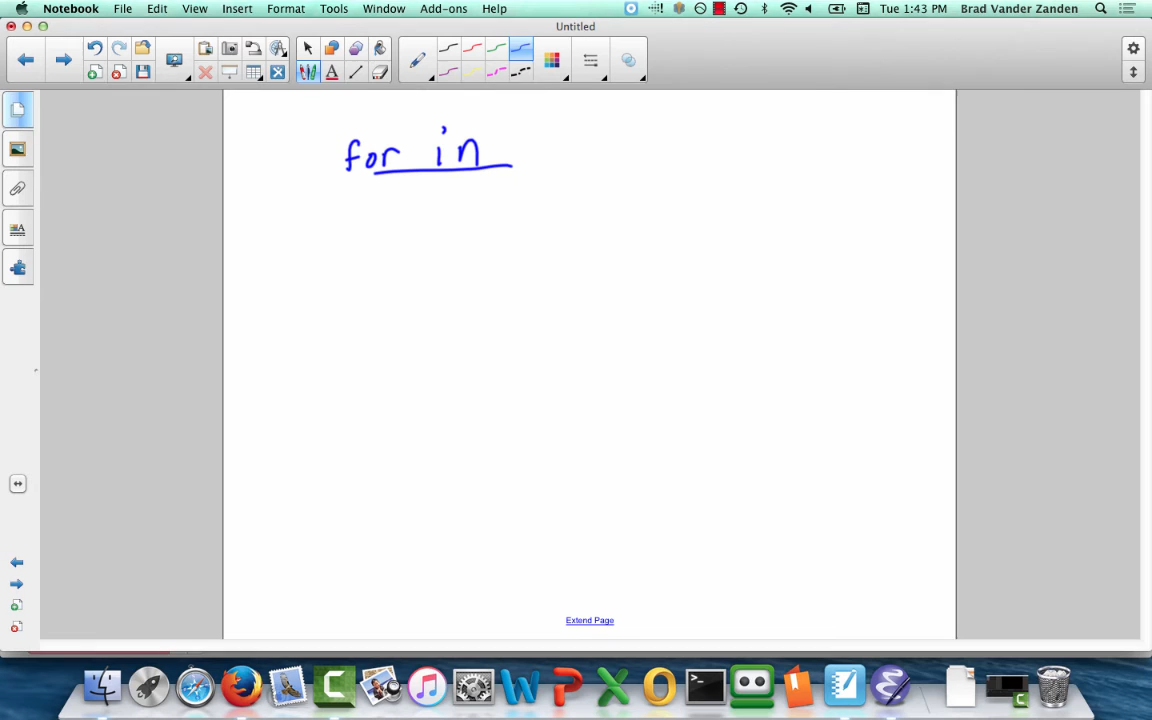 Notebook File Edit View Insert Format Tools Window Add-ons Help Tue 1:43 PM Brad Vander Zanden
Untitled
for in
Extend Page